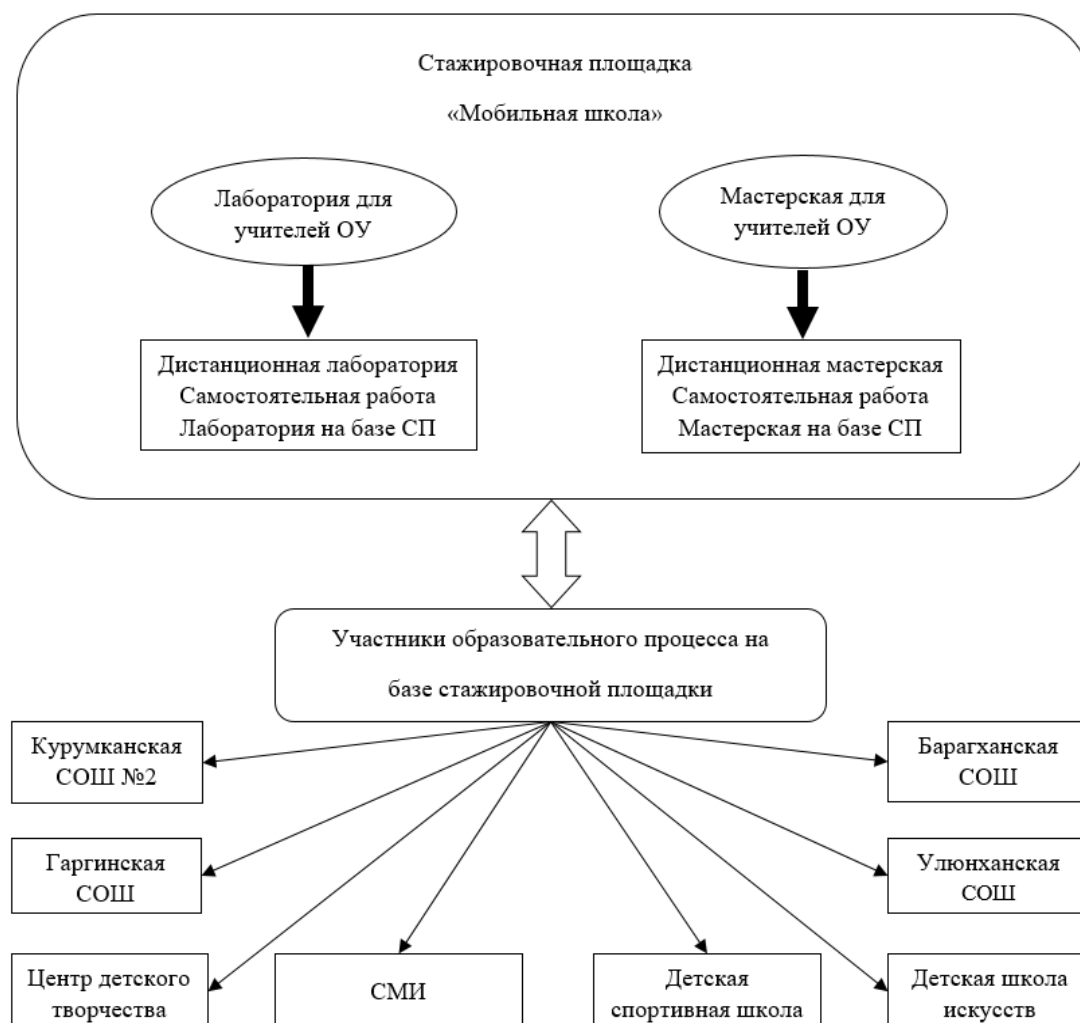 Стажировочная площадка
«Мобильная школа»
Лаборатория для
учителей ОУ
Мастерская для
учителей ОУ
Дистанционная лаборатория
Самостоятельная работа
Лаборатория на базе СП
Дистанционная мастерская
Самостоятельная работа
Мастерская на базе СП
Участники образовательного процесса на
базе стажировочной площадки
Курумканская
СОШ №2
Барагханская
СОШ
Гаргинская
СОШ
Улюнханская
СОШ
Центр детского
творчества
СМИ
Детская
спортивная школа
Детская школа
искусств